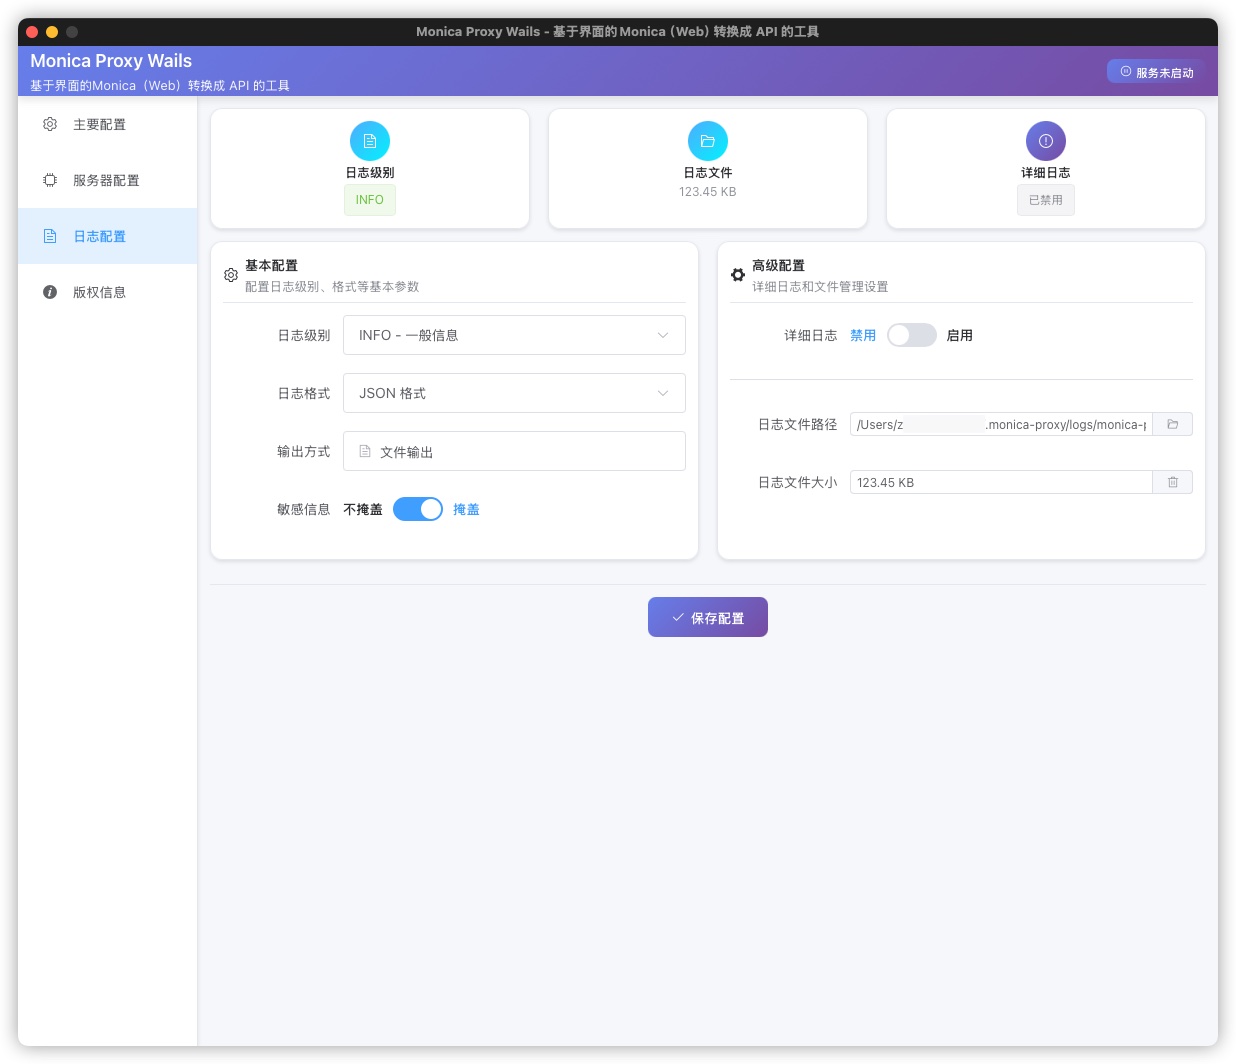 Monica Proxy Wails - 基于界面的 Monica (Web) 转换成 API 的工具
Monica Proxy Wails
基于界面的Monica（Web）转换成 API 的工具
服务未启动
主要配置
服务器配置
日志配置
版权信息
日志级别
INFO
日志文件
123.45 KB
详细日志
已禁用
基本配置
配置日志级别、格式等基本参数
日志级别 INFO - 一般信息
日志格式 JSON 格式
输出方式 文件输出
敏感信息 不掩盖 掩盖
高级配置
详细日志和文件管理设置
详细日志 禁用 启用
日志文件路径 /Users/z .monica-proxy/logs/monica-
日志文件大小 123.45 KB
保存配置